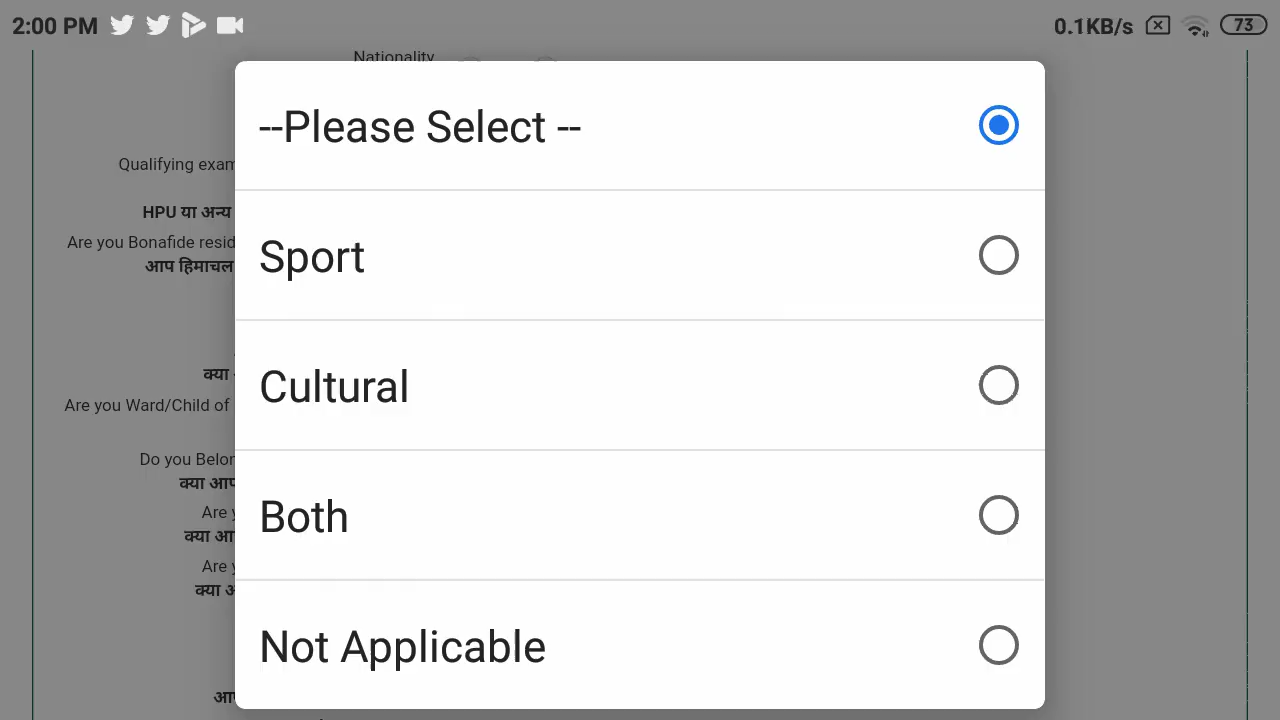 2:00 PM 0.1KB/s 73
Nationality
--Please Select --
Qualifying exam
HPU या अन्य
Are you Bonafide resid
आप हिमाचल
Sport
क्या
Cultural
Are you Ward/Child of
Do you Belon
क्या आप
Both
Are y
क्या आ
Are y
क्या अ
Not Applicable
आप